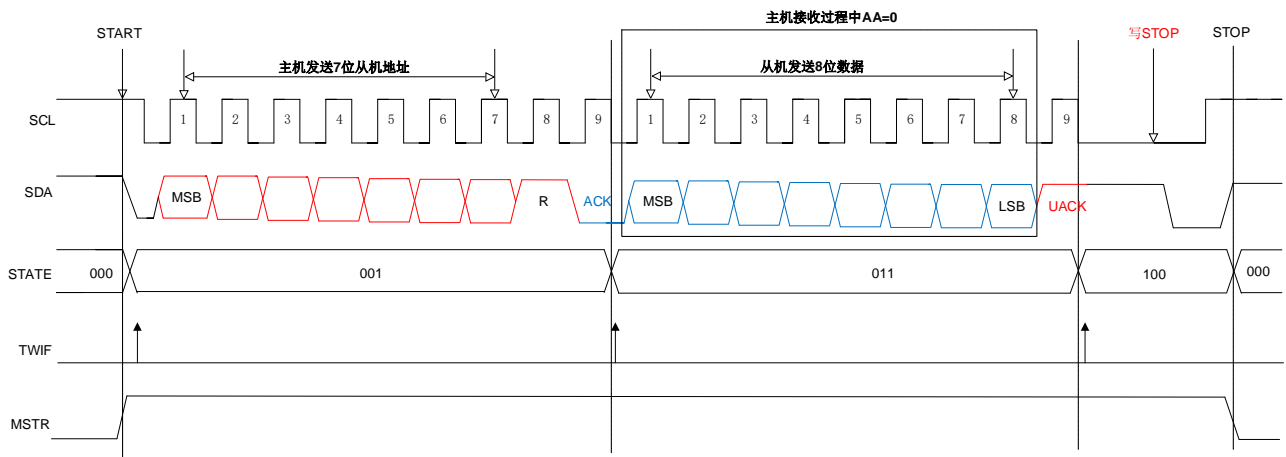 主机接收过程中AA=0
START
写STOP
STOP
主机发送7位从机地址
从机发送8位数据
SCL
1 2 3 4 5 6 7 8 9 1 2 3 4 5 6 7 8 9
SDA
MSB R ACK MSB LSB UACK
STATE 000 001 011 100 000
TWIF
MSTR